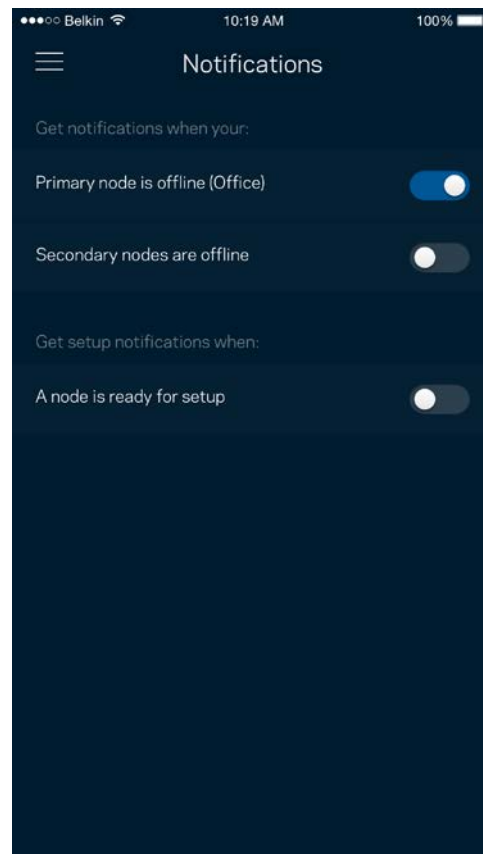 Belkin 10:19 AM 100%
Notifications
Get notifications when your:
Primary node is offline (Office)
Secondary nodes are offline
Get setup notifications when:
A node is ready for setup